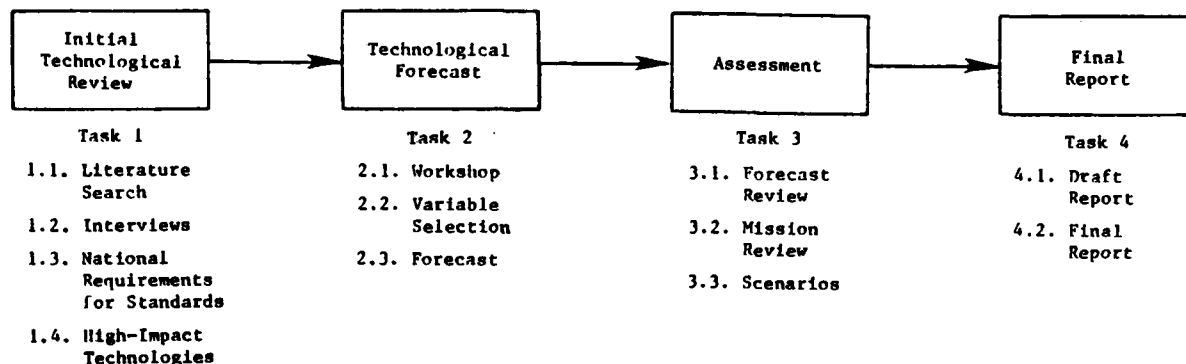 Initial
Technological
Review
Technological
Forecast
Assessment
Final
Report
Task 1
1.1. Literature
Search
1.2. Interviews
1.3. National
Requirements
for Standards
1.4. High-Impact
Technologies
Task 2
2.1. Workshop
2.2. Variable
Selection
2.3. Forecast
Task 3
3.1. Forecast
Review
3.2. Mission
Review
3.3. Scenarios
Task 4
4.1. Draft
Report
4.2. Final
Report